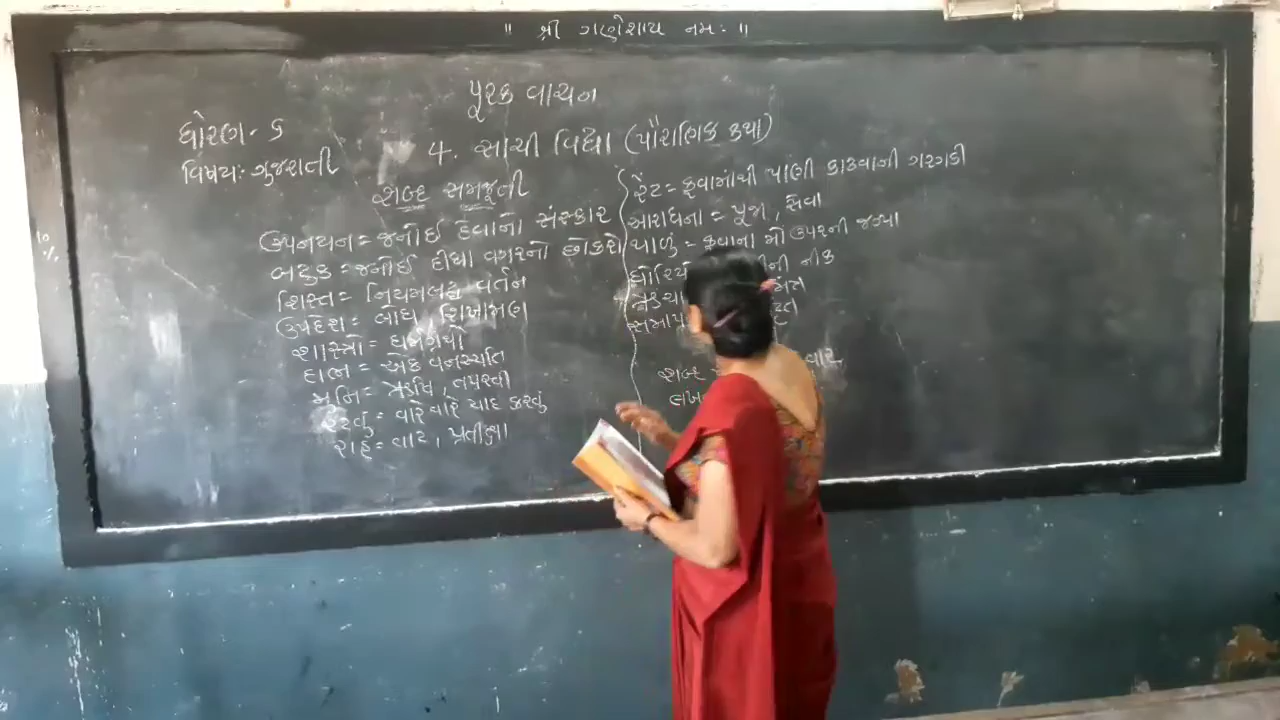 ॥ શ્રી ગણેશાય નમઃ ॥
પૂરક વાચન
ધોરણ - ૬
વિષયઃ ગુજરાતી
4. સાચી વિદ્યા (પૌરાણિક કથા)
શબ્દ સમજૂતી
ઉપનયન = જનોઈ દેવાનો સંસ્કાર
બટુક = જનોઈ દીધા વગરનો છોકરો
શિસ્ત = નિયમબદ્ધ વર્તન
ઉપદેશ = બોધ શિખામણ
શાસ્ત્રો = ધર્મગ્રંથો
દાભ = એક વનસ્પતિ
મુનિ = ઋષિ, તપસ્વી
રટવું = વારંવાર યાદ કરવું
રાહ = વાટ, પ્રતીક્ષા
રેંટ = કૂવામાંથી પાણી કાઢવાની ગરગડી
આરાધના = પૂજા, સેવા
થાળું = કૂવાના મોં ઉપરની જગ્યા
નીક
શબ્દ વાર